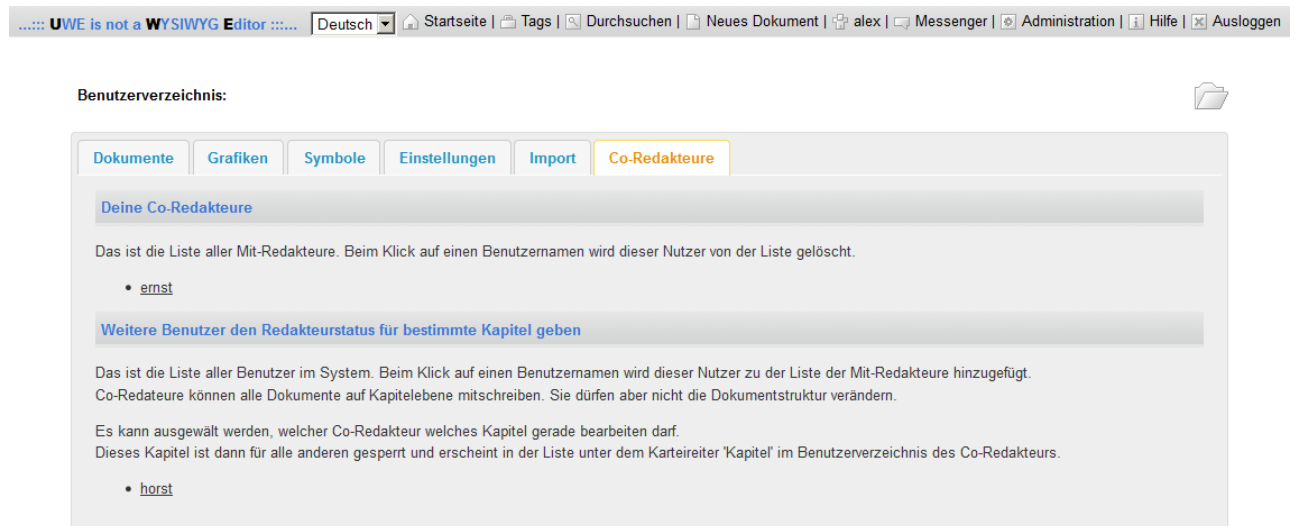 ...::: UWE is not a WYSIWYG Editor :::... Deutsch Startseite | Tags | Durchsuchen | Neues Dokument | alex | Messenger | Administration | Hilfe | Ausloggen
Benutzerverzeichnis:
Dokumente Grafiken Symbole Einstellungen Import Co-Redakteure
Deine Co-Redakteure
Das ist die Liste aller Mit-Redakteure. Beim Klick auf einen Benutzernamen wird dieser Nutzer von der Liste gelöscht.
• ernst
Weitere Benutzer den Redakteurstatus für bestimmte Kapitel geben
Das ist die Liste aller Benutzer im System. Beim Klick auf einen Benutzernamen wird dieser Nutzer zu der Liste der Mit-Redakteure hinzugefügt.
Co-Redateure können alle Dokumente auf Kapitelebene mitschreiben. Sie dürfen aber nicht die Dokumentstruktur verändern.
Es kann ausgewält werden, welcher Co-Redakteur welches Kapitel gerade bearbeiten darf.
Dieses Kapitel ist dann für alle anderen gesperrt und erscheint in der Liste unter dem Karteireiter 'Kapitel' im Benutzerverzeichnis des Co-Redakteurs.
• horst